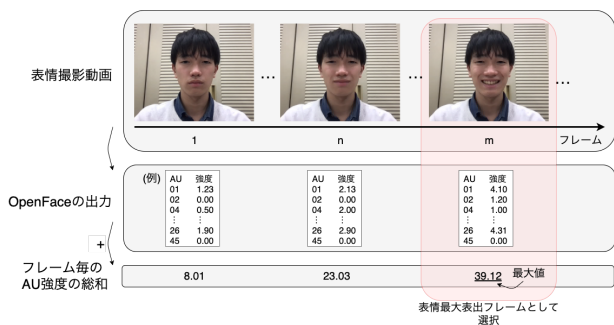 表情撮影動画
… … …
1 n m フレーム
OpenFaceの出力
(例)
AU 強度
01 1.23
02 0.00
04 0.50
⋮ ⋮
26 1.90
45 0.00
AU 強度
01 2.13
02 0.00
04 2.00
⋮ ⋮
26 2.90
45 0.00
AU 強度
01 4.10
02 1.20
04 1.00
⋮ ⋮
26 4.31
45 0.00
+
フレーム毎の
AU強度の総和
8.01 23.03 39.12 最大値
表情最大表出フレームとして
選択